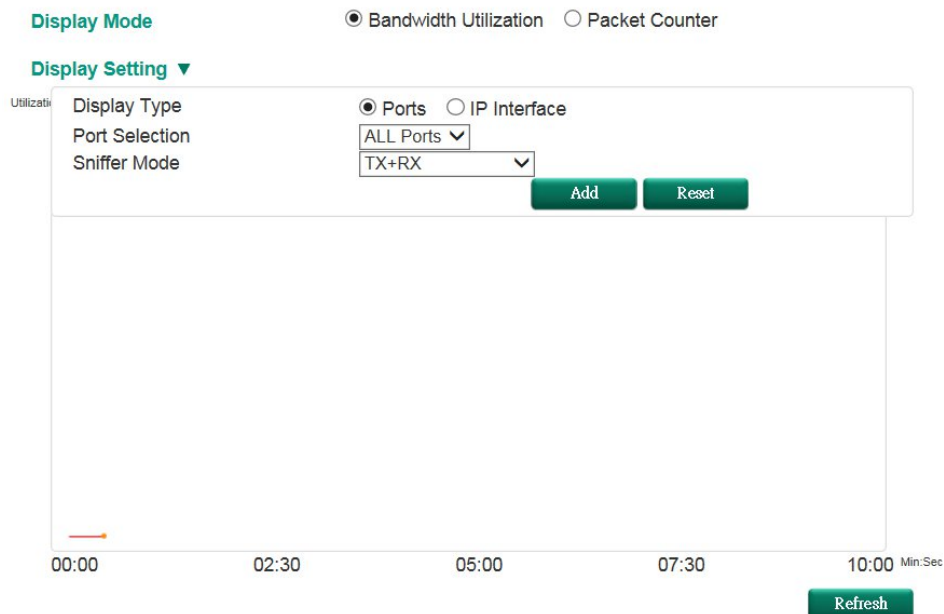 Display Mode Bandwidth Utilization Packet Counter
Display Setting ▼
Display Type Ports IP Interface
Port Selection ALL Ports
Sniffer Mode TX+RX
Add Reset
00:00 02:30 05:00 07:30 10:00 Min:Sec
Refresh